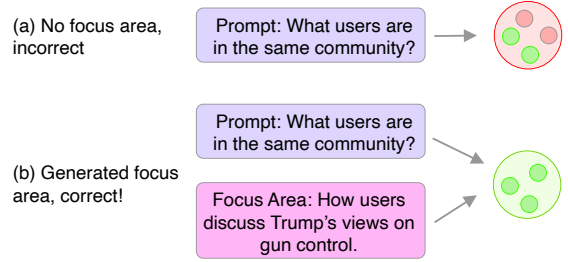 (a) No focus area,
incorrect
Prompt: What users are
in the same community?
(b) Generated focus
area, correct!
Prompt: What users are
in the same community?
Focus Area: How users
discuss Trump's views on
gun control.